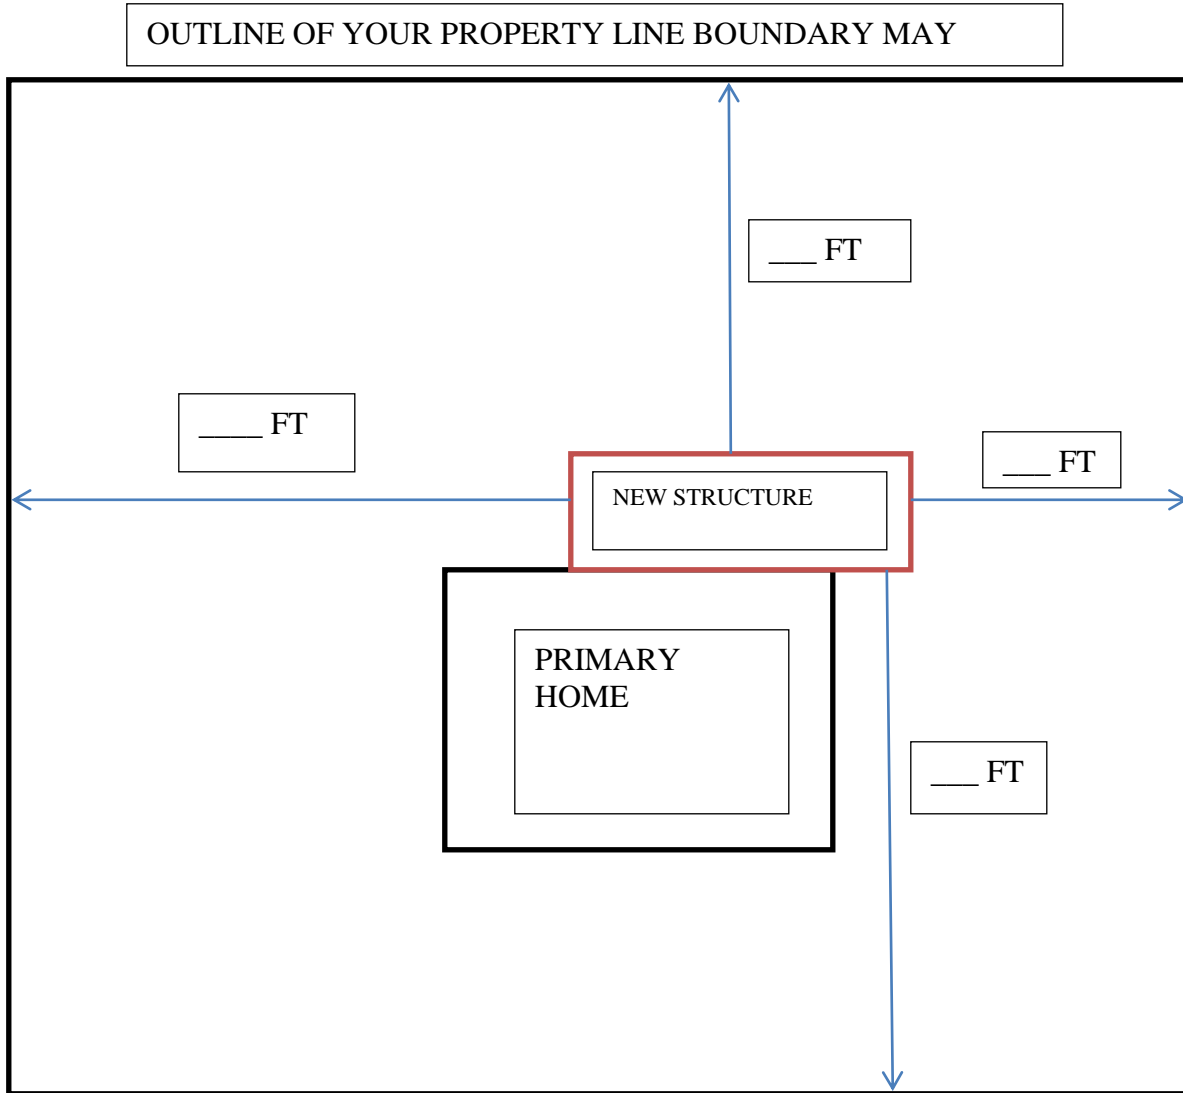 OUTLINE OF YOUR PROPERTY LINE BOUNDARY MAY
___ FT
____ FT
___ FT
NEW STRUCTURE
PRIMARY
HOME
___ FT